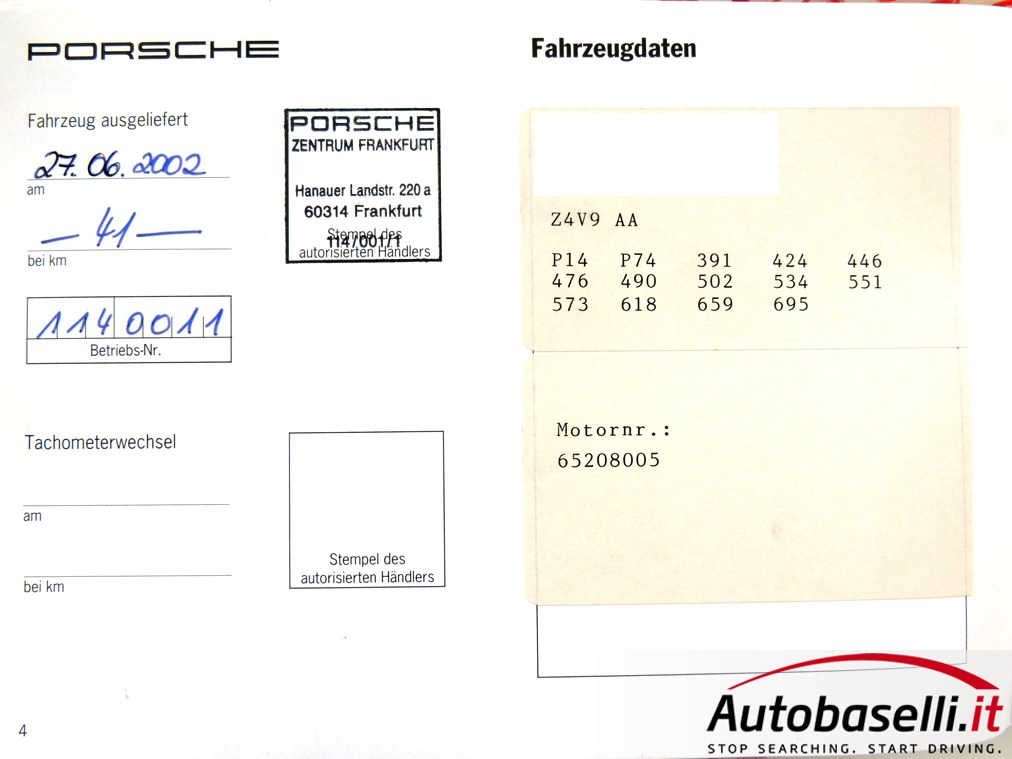 PORSCHE
Fahrzeug ausgeliefert
27.06.2002
am
— 41 —
bei km
1140011
Betriebs-Nr.
PORSCHE
ZENTRUM FRANKFURT
Hanauer Landstr. 220 a
60314 Frankfurt
Stempel des
114/001/1
autorisierten Händlers
Tachometerwechsel
am
bei km
Stempel des
autorisierten Händlers
4
Fahrzeugdaten
Z4V9 AA
P14 P74 391 424 446
476 490 502 534 551
573 618 659 695
Motornr.:
65208005
Autobaselli.it
STOP SEARCHING. START DRIVING.